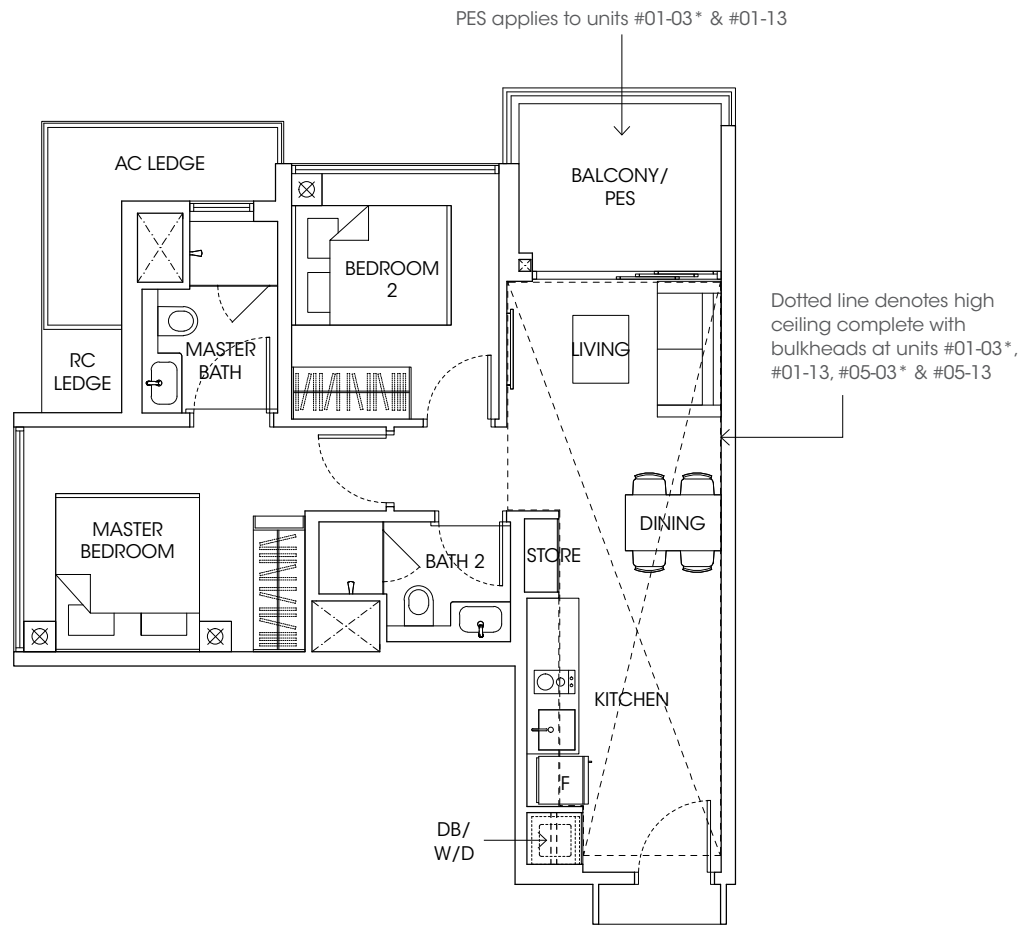 PES applies to units #01-03* & #01-13
AC LEDGE
BALCONY/
PES
BEDROOM
2
Dotted line denotes high
ceiling complete with
bulkheads at units #01-03*,
#01-13, #05-03* & #05-13
LIVING
MASTER
BATH
RC
LEDGE
MASTER
BEDROOM
DINING
BATH 2
STORE
KITCHEN
F
DB/
W/D